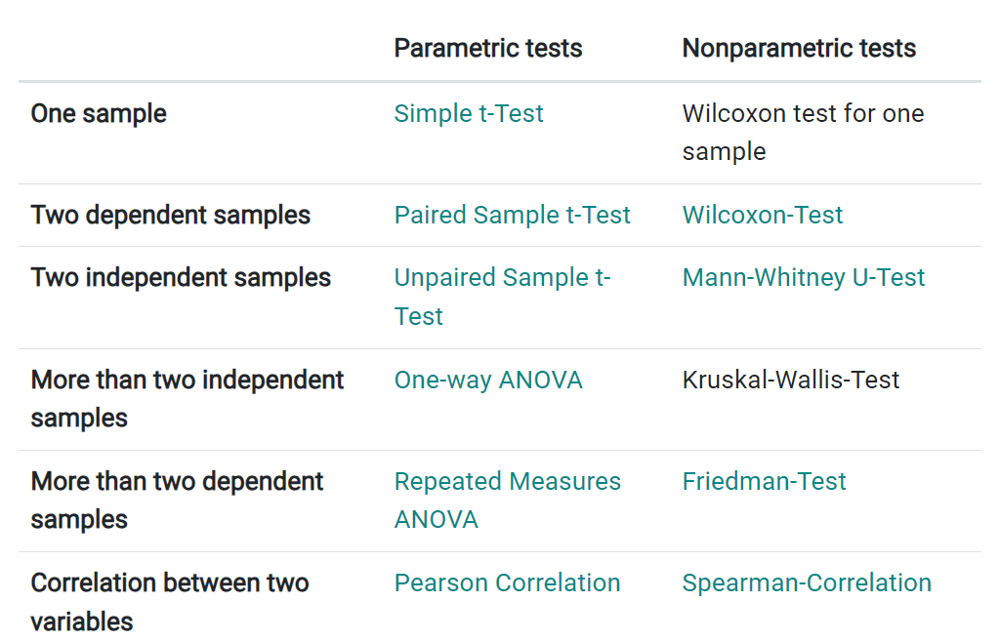 Parametric tests Nonparametric tests
One sample Simple t-Test Wilcoxon test for one
sample
Two dependent samples Paired Sample t-Test Wilcoxon-Test
Two independent samples Unpaired Sample t- Mann-Whitney U-Test
Test
More than two independent One-way ANOVA Kruskal-Wallis-Test
samples
More than two dependent Repeated Measures Friedman-Test
samples ANOVA
Correlation between two Pearson Correlation Spearman-Correlation
variables